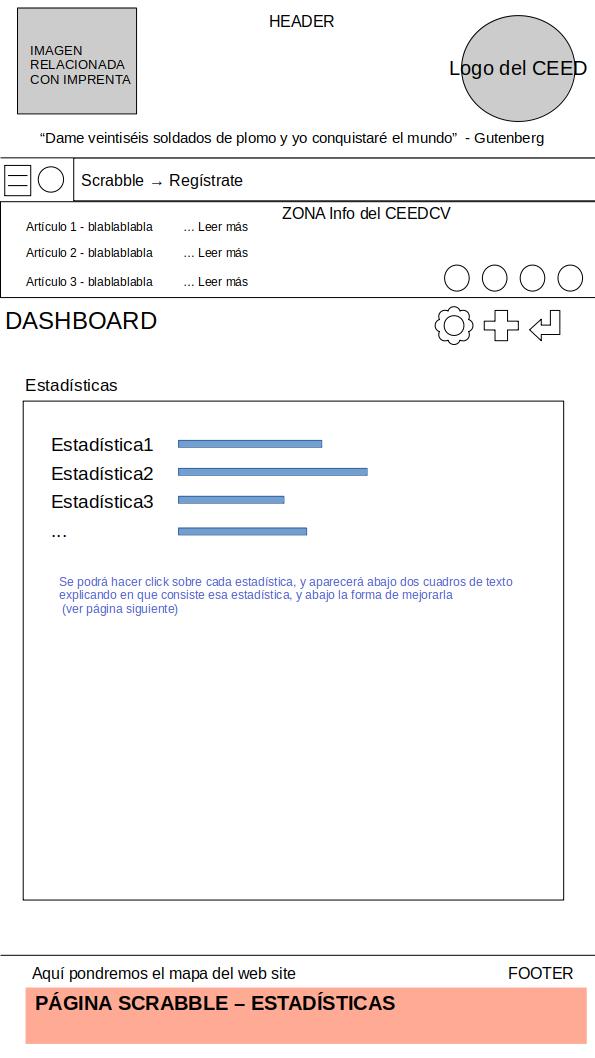 HEADER
IMAGEN
RELACIONADA
CON IMPRENTA
Logo del CEED
“Dame veintiséis soldados de plomo y yo conquistaré el mundo” - Gutenberg
Scrabble → Regístrate
ZONA Info del CEEDCV
Artículo 1 - blablablabla ... Leer más
Artículo 2 - blablablabla ... Leer más
Artículo 3 - blablablabla ... Leer más
DASHBOARD
Estadísticas
Estadística1
Estadística2
Estadística3
...
Se podrá hacer click sobre cada estadística, y aparecerá abajo dos cuadros de texto
explicando en que consiste esa estadística, y abajo la forma de mejorarla
(ver página siguiente)
Aquí pondremos el mapa del web site FOOTER
PÁGINA SCRABBLE – ESTADÍSTICAS